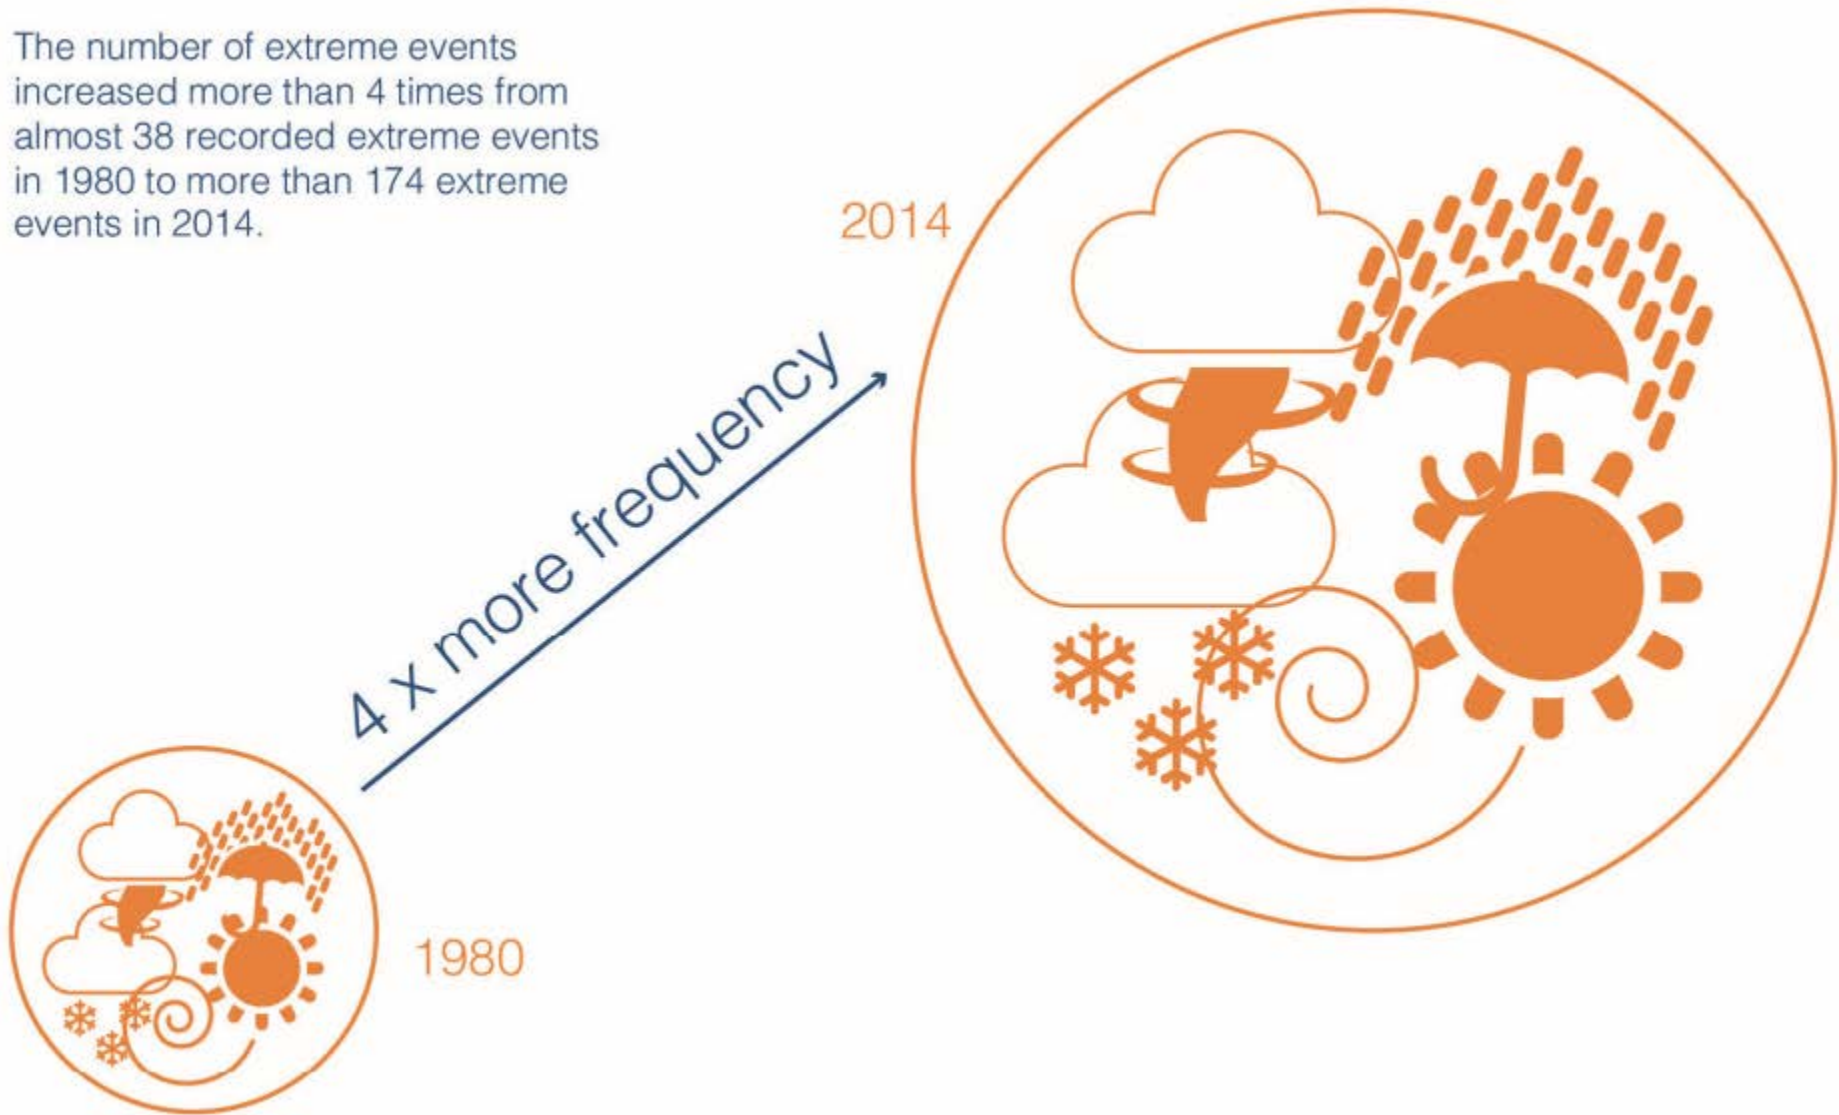 The number of extreme events
increased more than 4 times from
almost 38 recorded extreme events
in 1980 to more than 174 extreme
events in 2014.
2014
4 x more frequency
1980